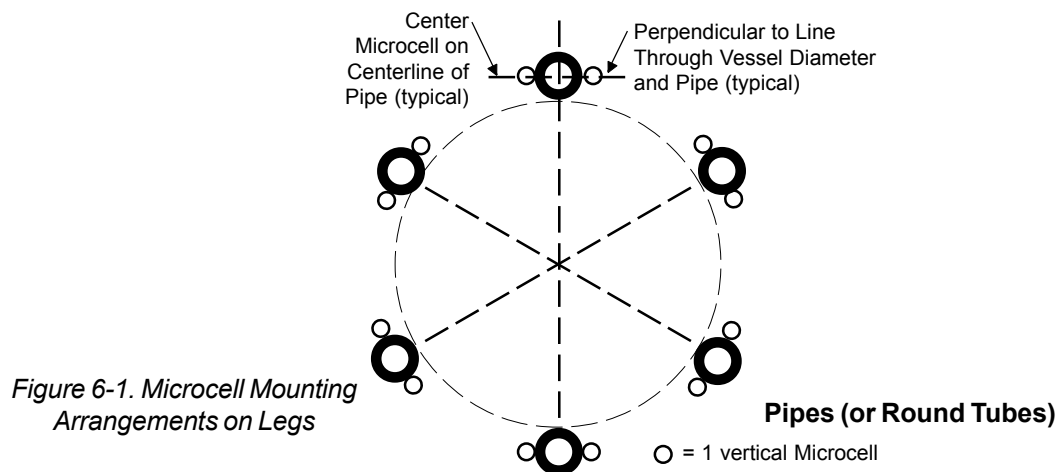 Center
Microcell on
Centerline of
Pipe (typical)
Perpendicular to Line
Through Vessel Diameter
and Pipe (typical)
Figure 6-1. Microcell Mounting
Arrangements on Legs
Pipes (or Round Tubes)
= 1 vertical Microcell